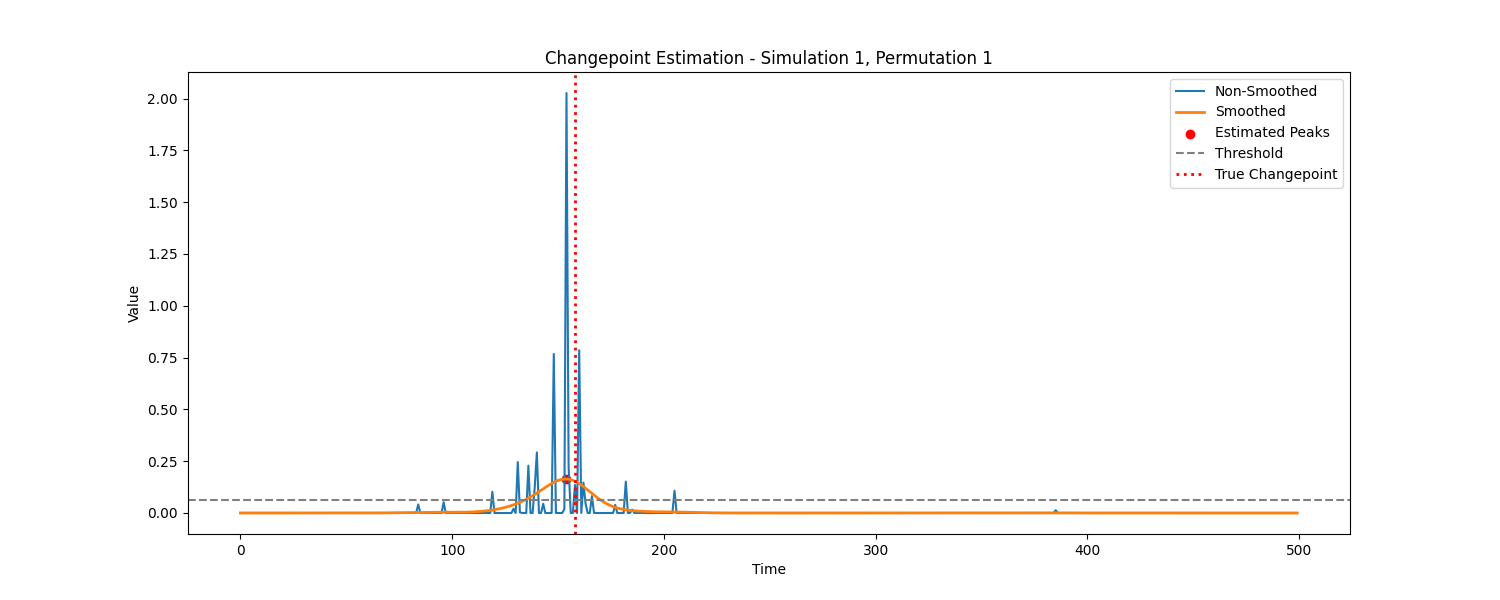 Changepoint Estimation - Simulation 1, Permutation 1
Non-Smoothed
Smoothed
Estimated Peaks
Threshold
True Changepoint
Value
2.00
1.75
1.50
1.25
1.00
0.75
0.50
0.25
0.00
0 100 200 300 400 500
Time